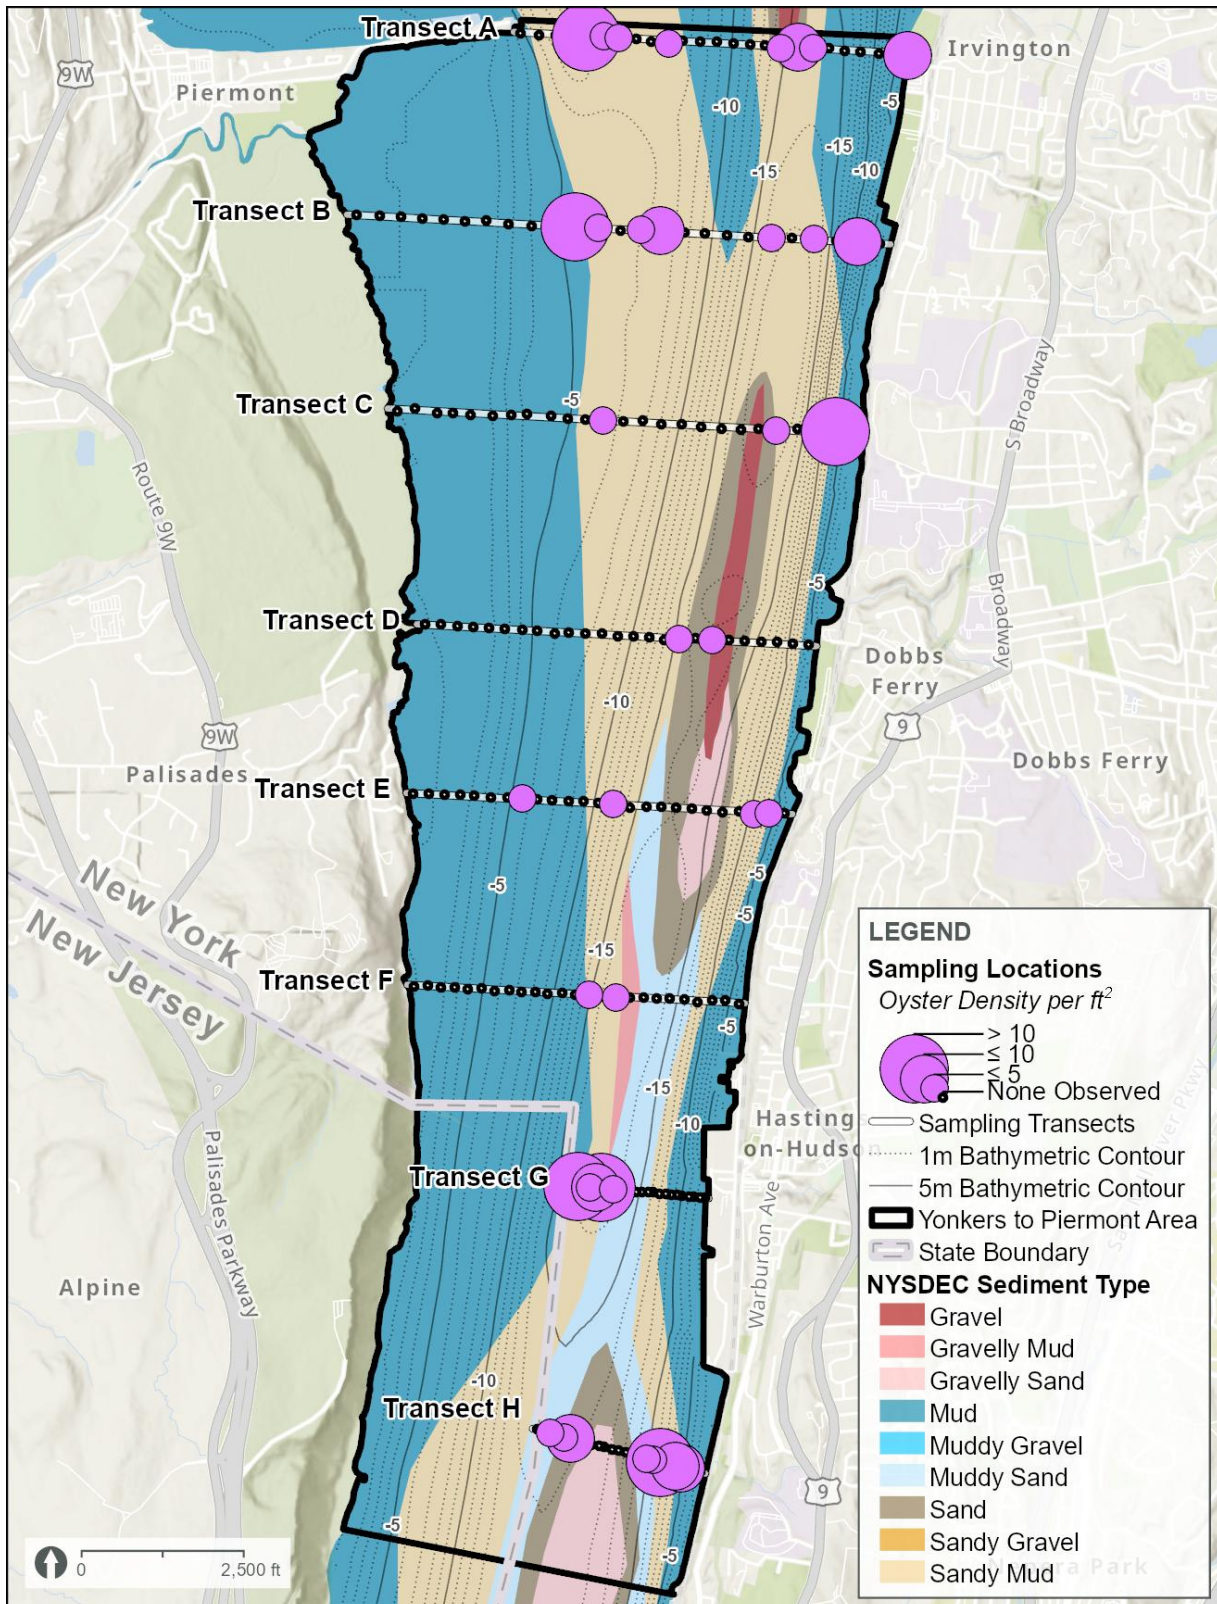 Transect A
Irvington
9W
Piermont
-5
-10
-15
-15
-10
Transect B
S Broadway
Transect C
-5
Route 9W
-5
Broadway
Transect D
Dobbs
Ferry
-10
9
9W
Palisades
Dobbs Ferry
Transect E
-5
-5
-5
New York
New Jersey
-15
Transect F
-5
-15
-10
Hastings
on-Hudson
Palisades Parkway
Transect G
Warburton Ave
Alpine
-10
Transect H
9
-5
-5
0 2,500 ft
LEGEND
Sampling Locations
Oyster Density per ft²
> 10
≤ 10
≤ 5
None Observed
Sampling Transects
1m Bathymetric Contour
5m Bathymetric Contour
Yonkers to Piermont Area
State Boundary
NYSDEC Sediment Type
Gravel
Gravelly Mud
Gravelly Sand
Mud
Muddy Gravel
Muddy Sand
Sand
Sandy Gravel
Sandy Mud
Park